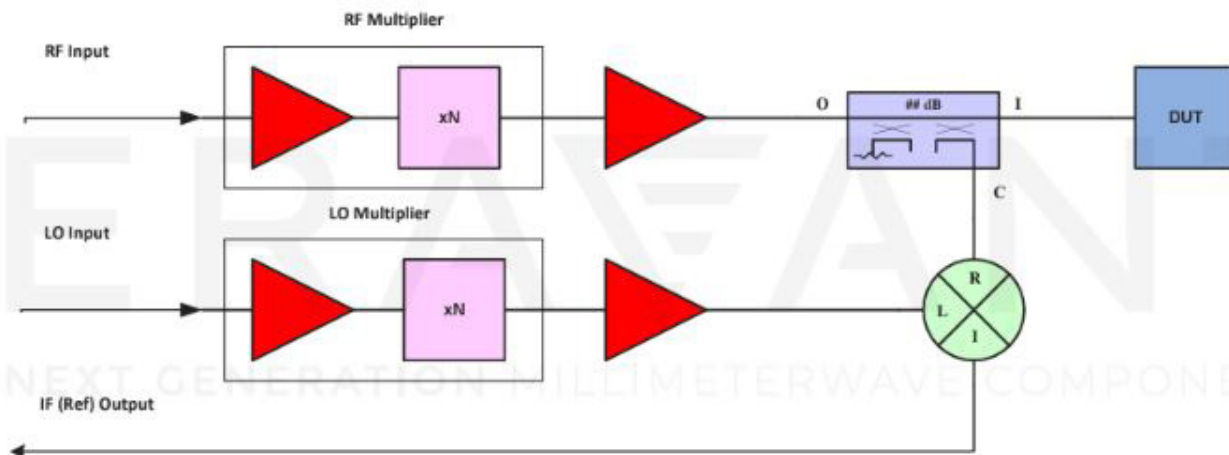 RF Multiplier
RF Input
xN
O
## dB
I
DUT
C
LO Multiplier
LO Input
xN
R
L
I
ERAVANT
NEXT GENERATION MILLIMETERWAVE COMPONE
IF (Ref) Output